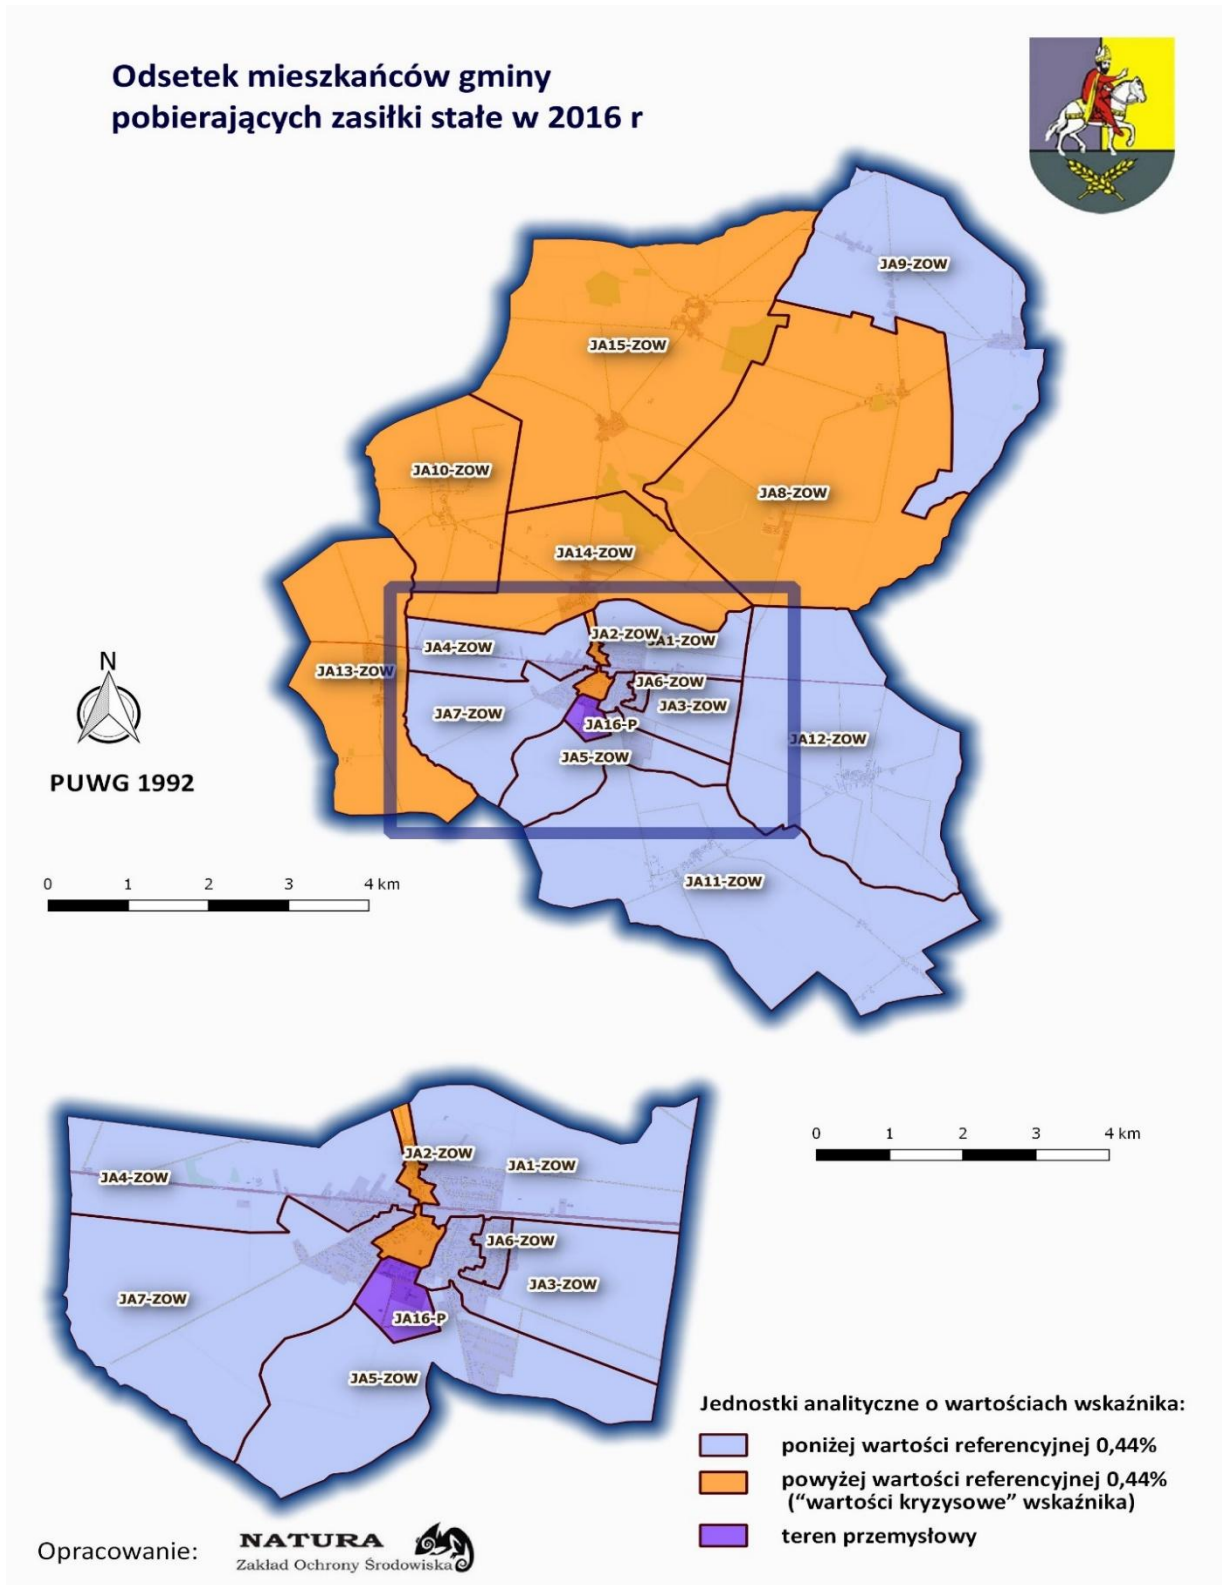 Odsetek mieszkańców gminy
pobierających zasiłki stałe w 2016 r
JA9-ZOW
JA15-ZOW
JA10-ZOW
JA8-ZOW
JA14-ZOW
JA2-ZOW
JA1-ZOW
JA4-ZOW
JA13-ZOW
JA6-ZOW
JA3-ZOW
JA7-ZOW
JA16-P
JA12-ZOW
JA5-ZOW
JA11-ZOW
N
PUWG 1992
0 1 2 3 4 km
JA2-ZOW
JA1-ZOW
JA4-ZOW
JA6-ZOW
JA3-ZOW
JA7-ZOW
JA16-P
JA5-ZOW
0 1 2 3 4 km
Jednostki analityczne o wartościach wskaźnika:
poniżej wartości referencyjnej 0,44%
powyżej wartości referencyjnej 0,44%
("wartości kryzysowe" wskaźnika)
teren przemysłowy
Opracowanie:
NATURA
Zakład Ochrony Środowiska